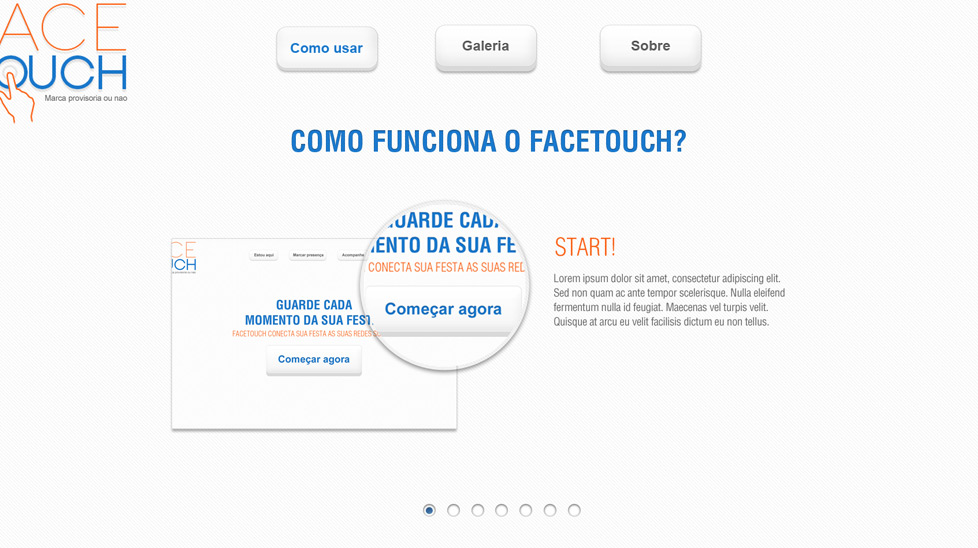 ACE
OUCH
Marca provisoria ou nao
Como usar
Galeria
Sobre
COMO FUNCIONA O FACETOUCH?
CE
UCH
Estou aqui
Marcar presença
Acompanhe
GUARDE CADA
MOMENTO DA SUA FEST
FACETOUCH CONECTA SUA FESTA AS SUAS REDES
Começar agora
UARDE CAD
ENTO DA SUA FE
CONECTA SUA FESTA AS SUAS RED
Começar agora
START!
Lorem ipsum dolor sit amet, consectetur adipiscing elit.
Sed non quam ac ante tempor scelerisque. Nulla eleifend
fermentum nulla id feugiat. Maecenas vel turpis velit.
Quisque at arcu eu velit facilisis dictum eu non tellus.